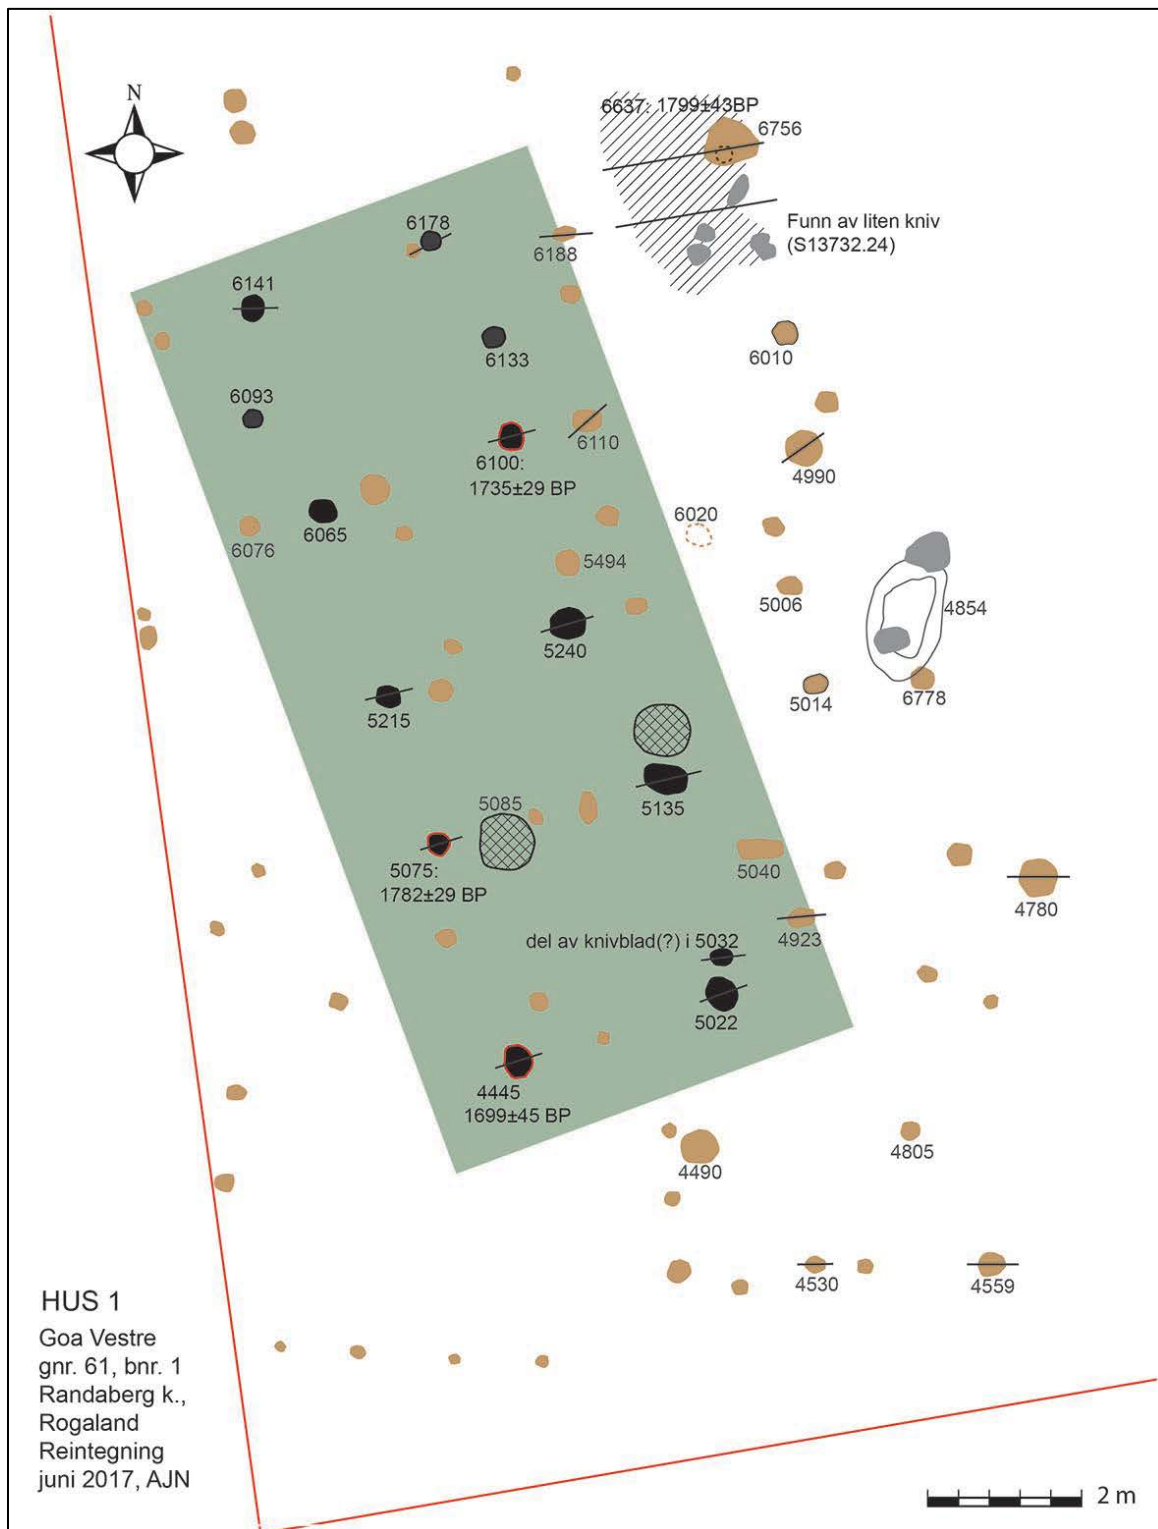 N
6637: 1799±43BP
6756
Funn av liten kniv
(S13732.24)
6178
6188
6141
6133
6010
6093
6110
6100:
1735±29 BP
4990
6076
6065
6020
5494
5006
4854
5240
5215
5014
6778
5135
5085
5075:
1782±29 BP
5040
4780
4923
del av knivblad(?) i 5032
5022
4445
1699±45 BP
4490
4805
4530
4559
HUS 1
Goa Vestre
gnr. 61, bnr. 1
Randaberg k.,
Rogaland
Reintegning
juni 2017, AJN
2 m